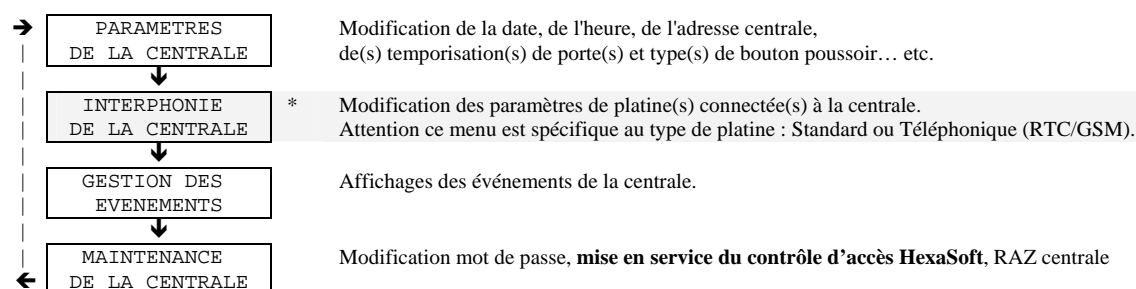 PARAMETRES
DE LA CENTRALE
Modification de la date, de l'heure, de l'adresse centrale,
de(s) temporisation(s) de porte(s) et type(s) de bouton poussoir… etc.
INTERPHONIE
DE LA CENTRALE
* Modification des paramètres de platine(s) connectée(s) à la centrale.
Attention ce menu est spécifique au type de platine : Standard ou Téléphonique (RTC/GSM).
GESTION DES
EVENEMENTS
Affichages des événements de la centrale.
MAINTENANCE
DE LA CENTRALE
Modification mot de passe, mise en service du contrôle d'accès HexaSoft, RAZ centrale